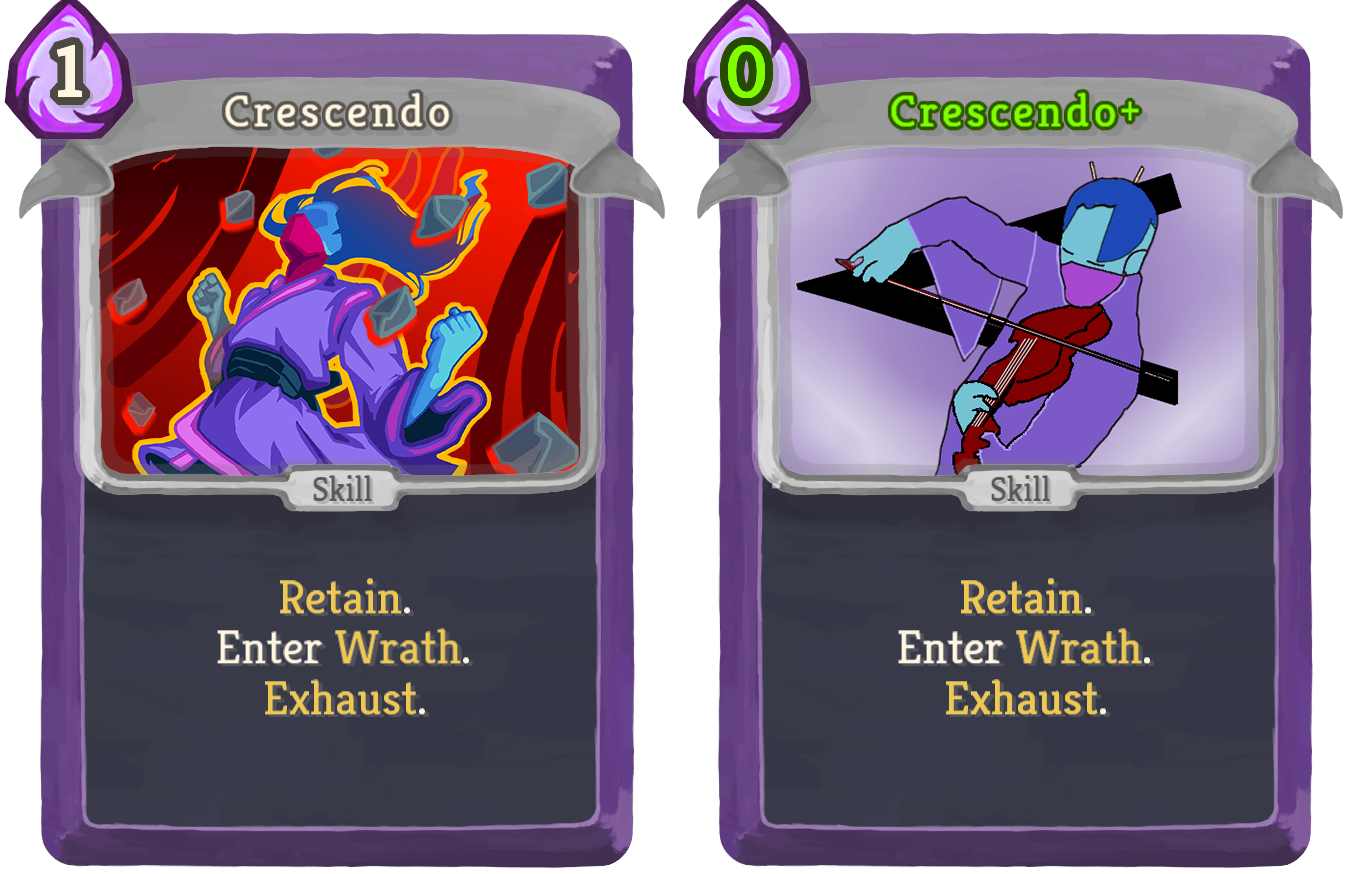 1
Crescendo
Skill
Retain.
Enter Wrath.
Exhaust.
0
Crescendo+
Skill
Retain.
Enter Wrath.
Exhaust.